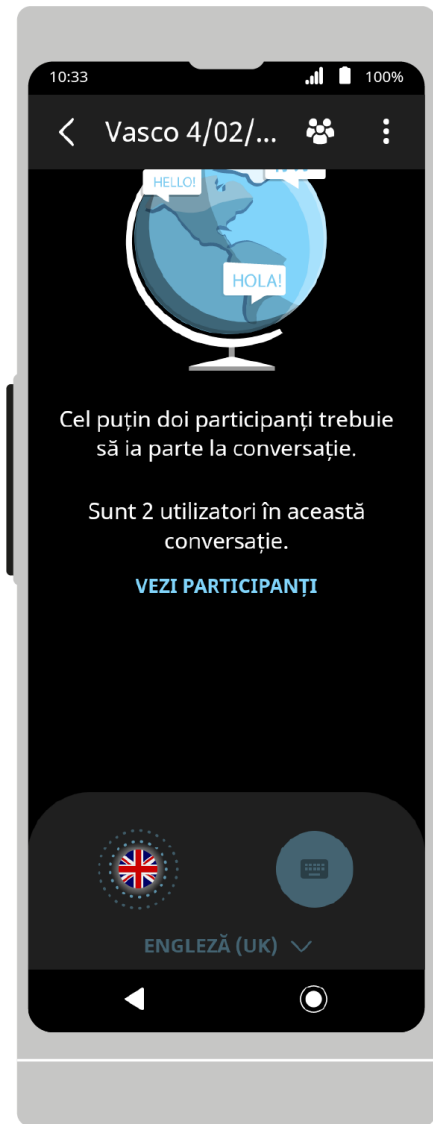 10:33
100%
Vasco 4/02/...
HELLO!
HOLA!
Cel puțin doi participanți trebuie
să ia parte la conversație.
Sunt 2 utilizatori în această
conversație.
VEZI PARTICIPANȚI
ENGLEZĂ (UK)